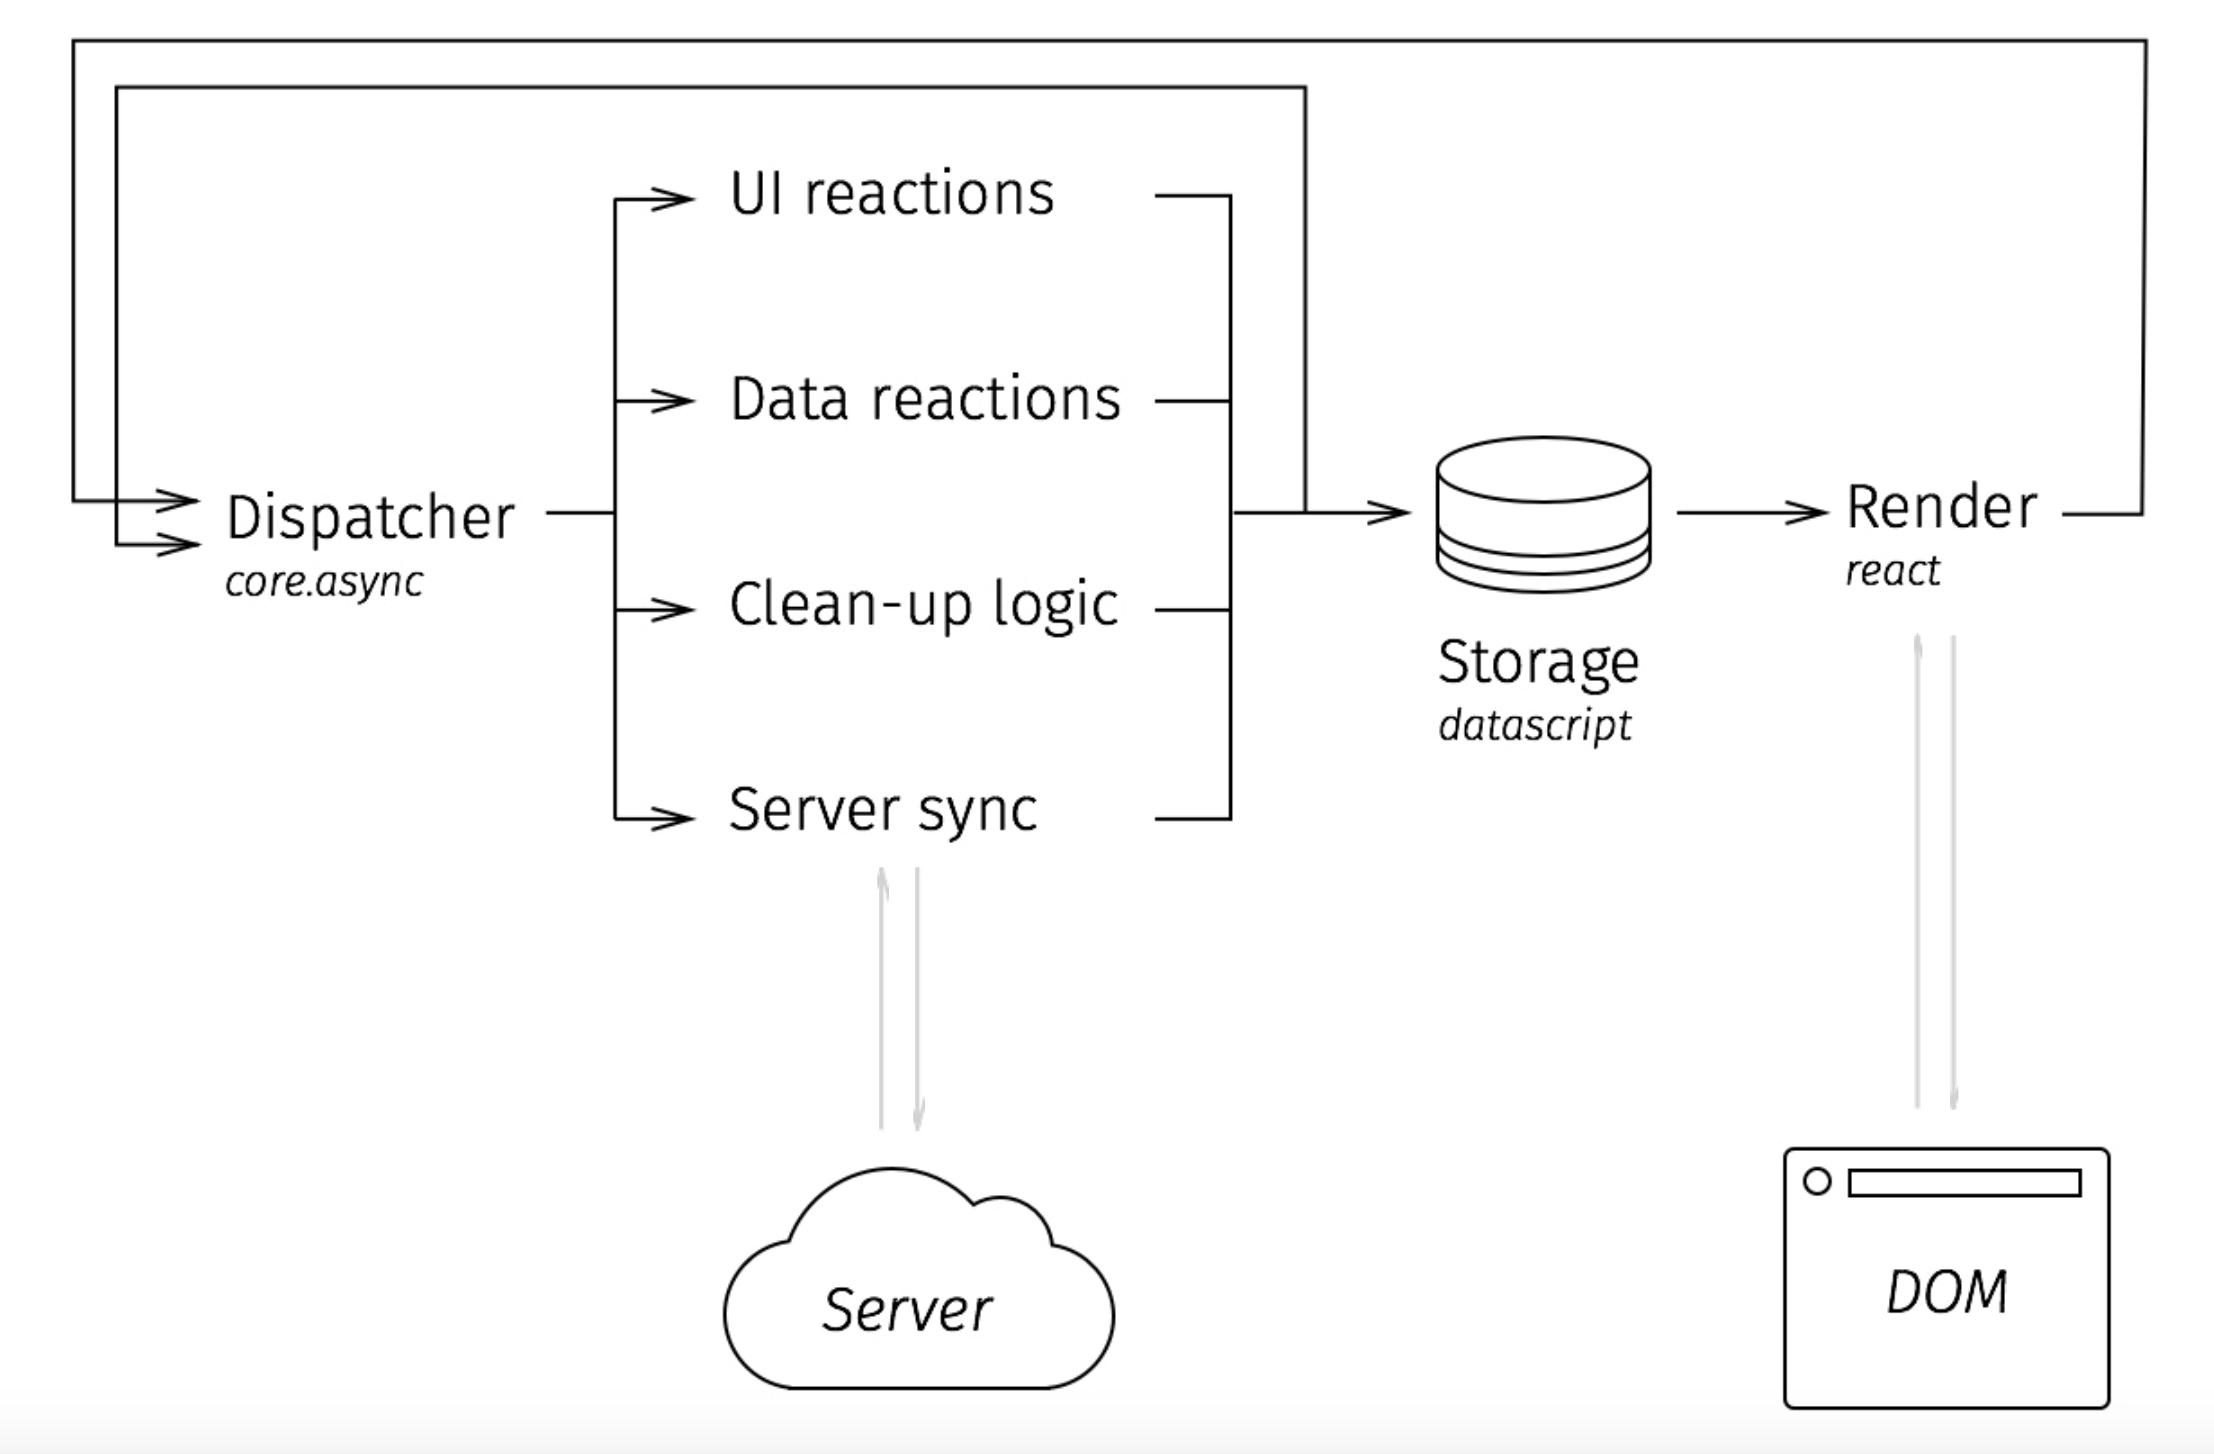 UI reactions
Data reactions
Dispatcher
core.async
Clean-up logic
Server sync
Storage
datascript
Render
react
Server
DOM